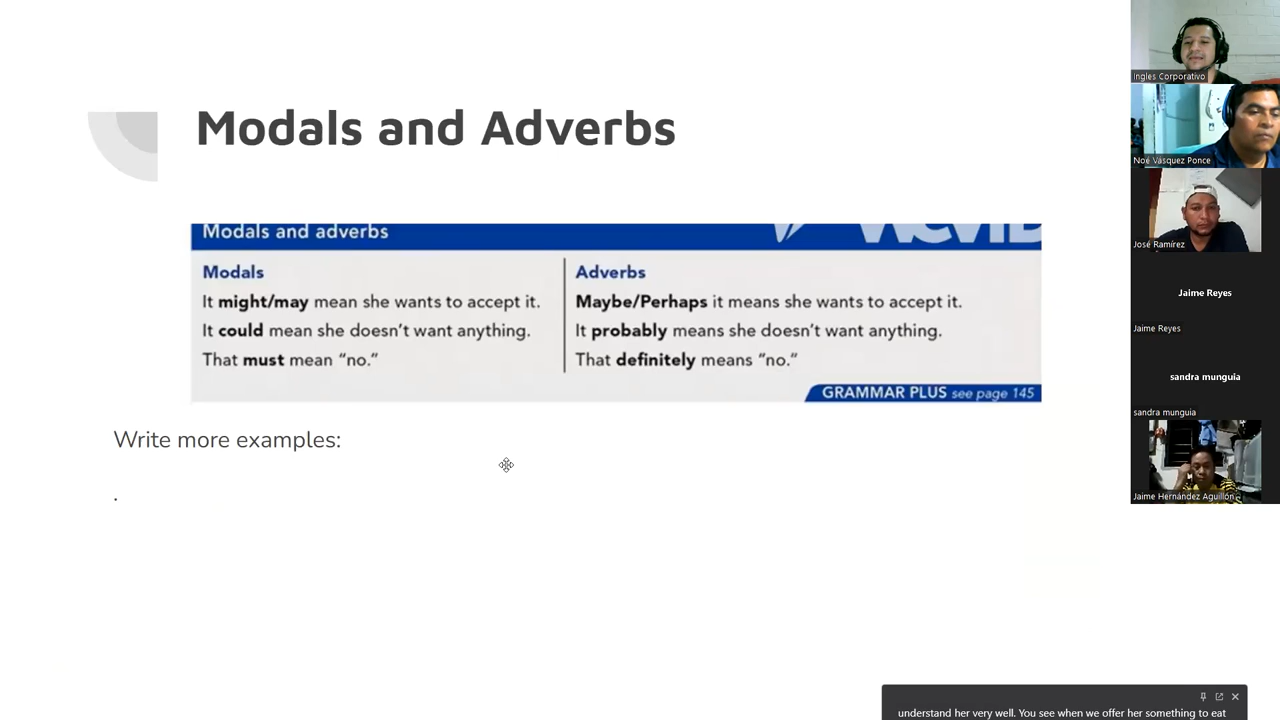 Modals and Adverbs
Modals and adverbs
Modals
It might/may mean she wants to accept it.
It could mean she doesn't want anything.
That must mean “no.”
Adverbs
Maybe/Perhaps it means she wants to accept it.
It probably means she doesn't want anything.
That definitely means “no.”
GRAMMAR PLUS see page 145
Write more examples:
.
Ingles Corporativo
Noé Vásquez Ponce
José Ramírez
Jaime Reyes
Jaime Reyes
sandra munguia
sandra munguia
Jaime Hernández Aguillón
understand her very well. You see when we offer her something to eat